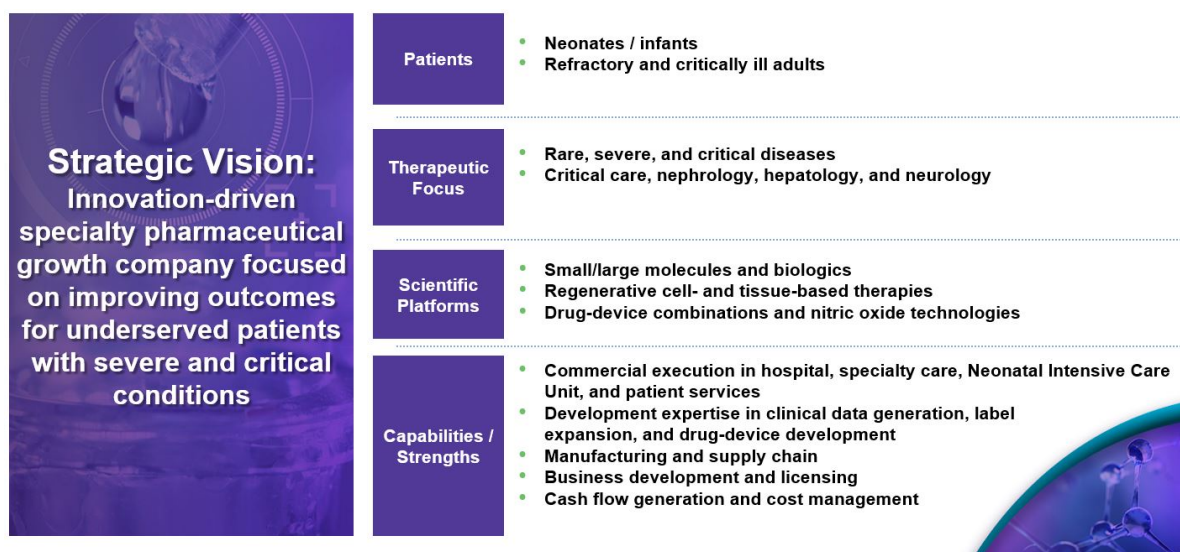 Strategic Vision:
Innovation-driven
specialty pharmaceutical
growth company focused
on improving outcomes
for underserved patients
with severe and critical
conditions
Patients
• Neonates / infants
• Refractory and critically ill adults
Therapeutic
Focus
• Rare, severe, and critical diseases
• Critical care, nephrology, hepatology, and neurology
Scientific
Platforms
• Small/large molecules and biologics
• Regenerative cell- and tissue-based therapies
• Drug-device combinations and nitric oxide technologies
Capabilities /
Strengths
• Commercial execution in hospital, specialty care, Neonatal Intensive Care
Unit, and patient services
• Development expertise in clinical data generation, label
expansion, and drug-device development
• Manufacturing and supply chain
• Business development and licensing
• Cash flow generation and cost management